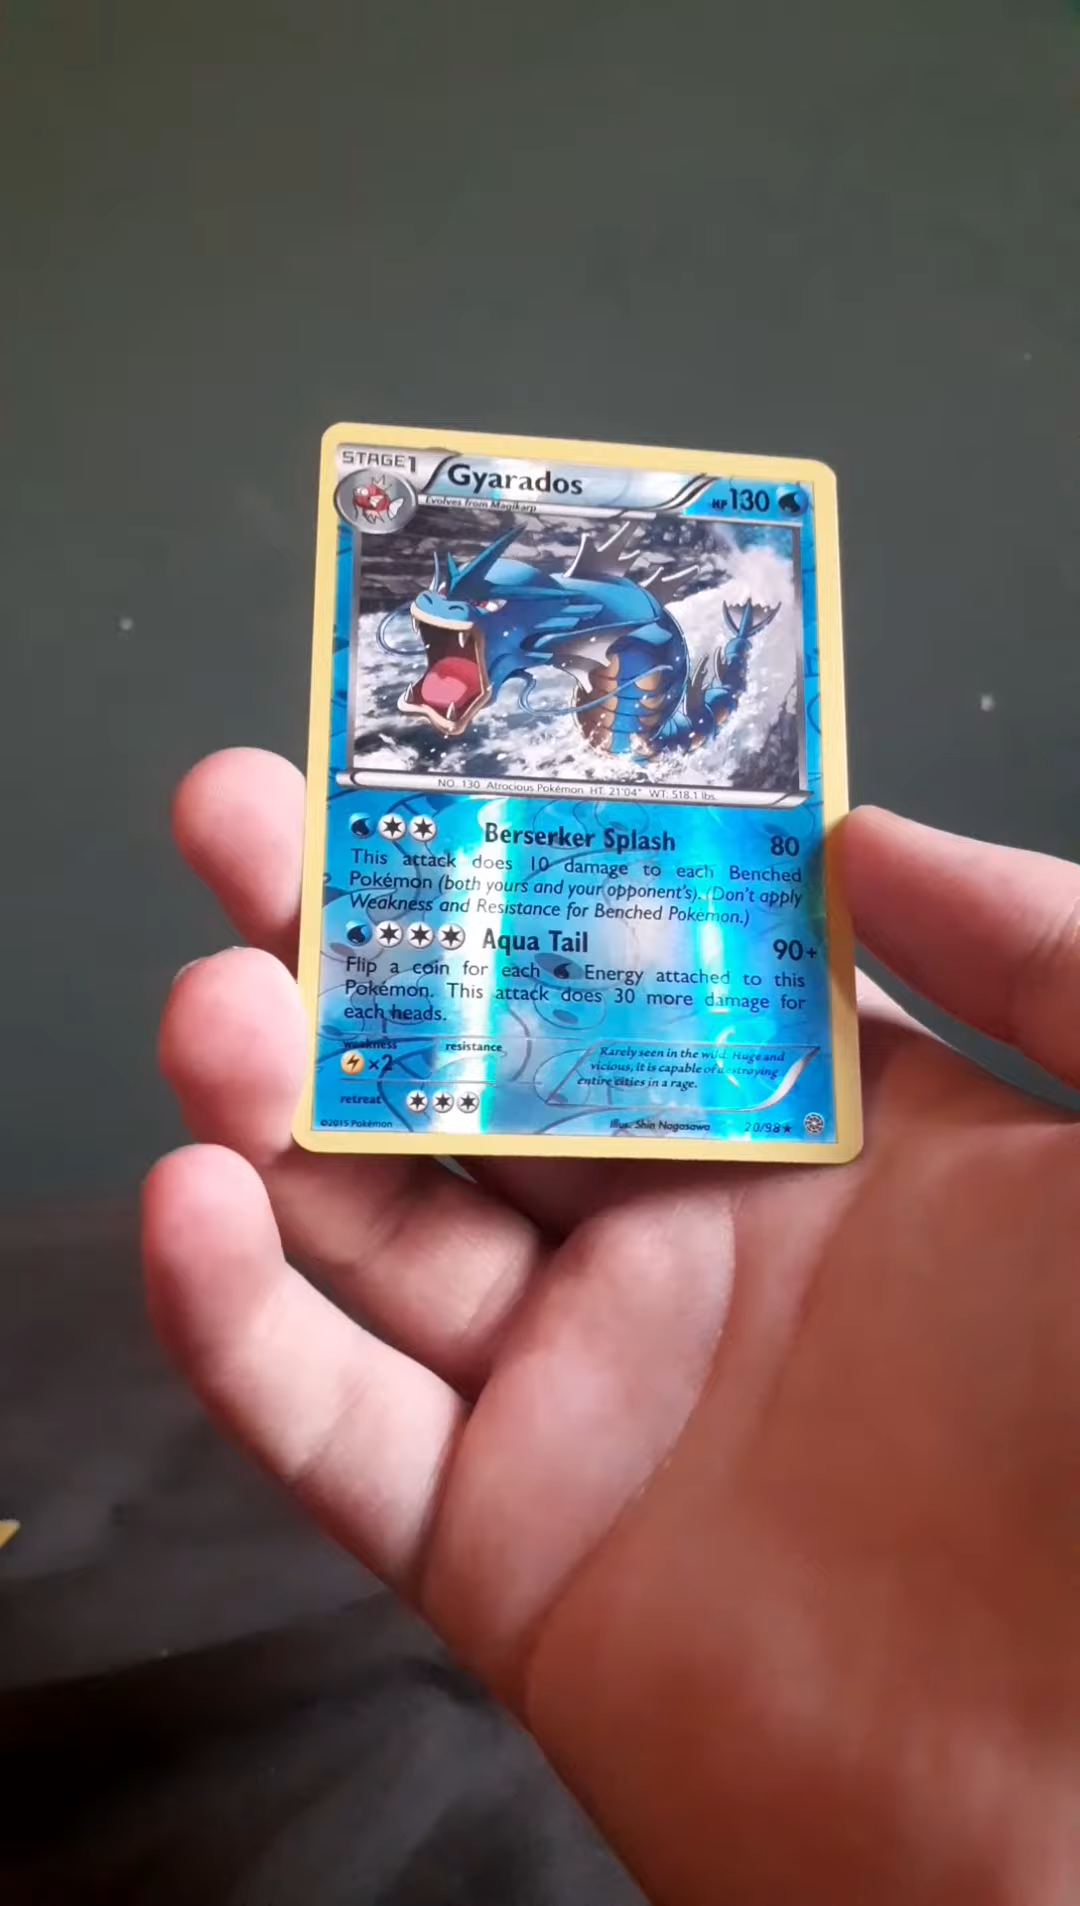 STAGE1
Gyarados
HP130
Evolves from Magikarp
NO. 130 Atrocious Pokémon HT: 21'04" WT: 518.1 lbs.
Berserker Splash 80
This attack does 10 damage to each Benched
Pokémon (both yours and your opponent's). (Don't apply
Weakness and Resistance for Benched Pokémon.)
Aqua Tail 90+
Flip a coin for each Energy attached to this
Pokémon. This attack does 30 more damage for
each heads.
weakness resistance
×2
Rarely seen in the wild. Huge and
vicious, it is capable of destroying
entire cities in a rage.
retreat
©2015 Pokémon
Illus. Shin Nagasawa
20/98★